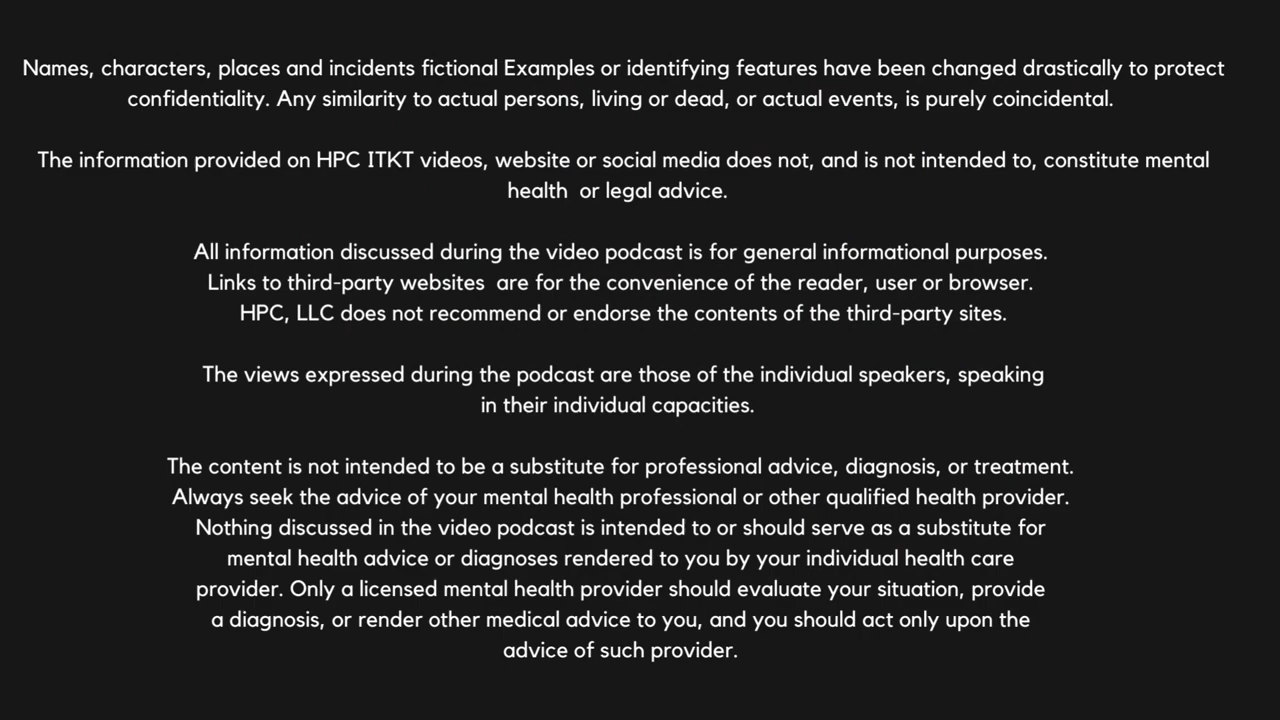 Names, characters, places and incidents fictional Examples or identifying features have been changed drastically to protect
confidentiality. Any similarity to actual persons, living or dead, or actual events, is purely coincidental.
The information provided on HPC ITKT videos, website or social media does not, and is not intended to, constitute mental
health  or legal advice.
All information discussed during the video podcast is for general informational purposes.
Links to third-party websites  are for the convenience of the reader, user or browser.
HPC, LLC does not recommend or endorse the contents of the third-party sites.
The views expressed during the podcast are those of the individual speakers, speaking
in their individual capacities.
The content is not intended to be a substitute for professional advice, diagnosis, or treatment.
Always seek the advice of your mental health professional or other qualified health provider.
Nothing discussed in the video podcast is intended to or should serve as a substitute for
mental health advice or diagnoses rendered to you by your individual health care
provider. Only a licensed mental health provider should evaluate your situation, provide
a diagnosis, or render other medical advice to you, and you should act only upon the
advice of such provider.